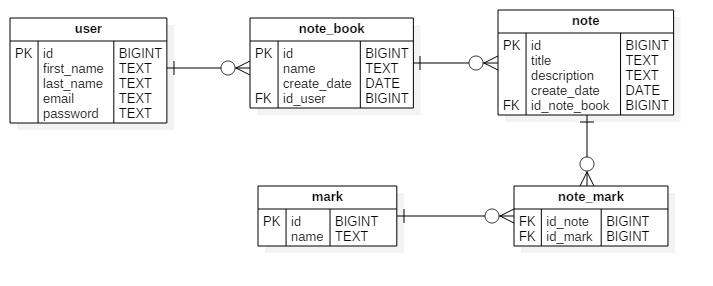 user
PK id BIGINT
first_name TEXT
last_name TEXT
email TEXT
password TEXT
note_book
PK id BIGINT
name TEXT
create_date DATE
FK id_user BIGINT
note
PK id BIGINT
title TEXT
description TEXT
create_date DATE
FK id_note_book BIGINT
mark
PK id BIGINT
name TEXT
note_mark
FK id_note BIGINT
FK id_mark BIGINT